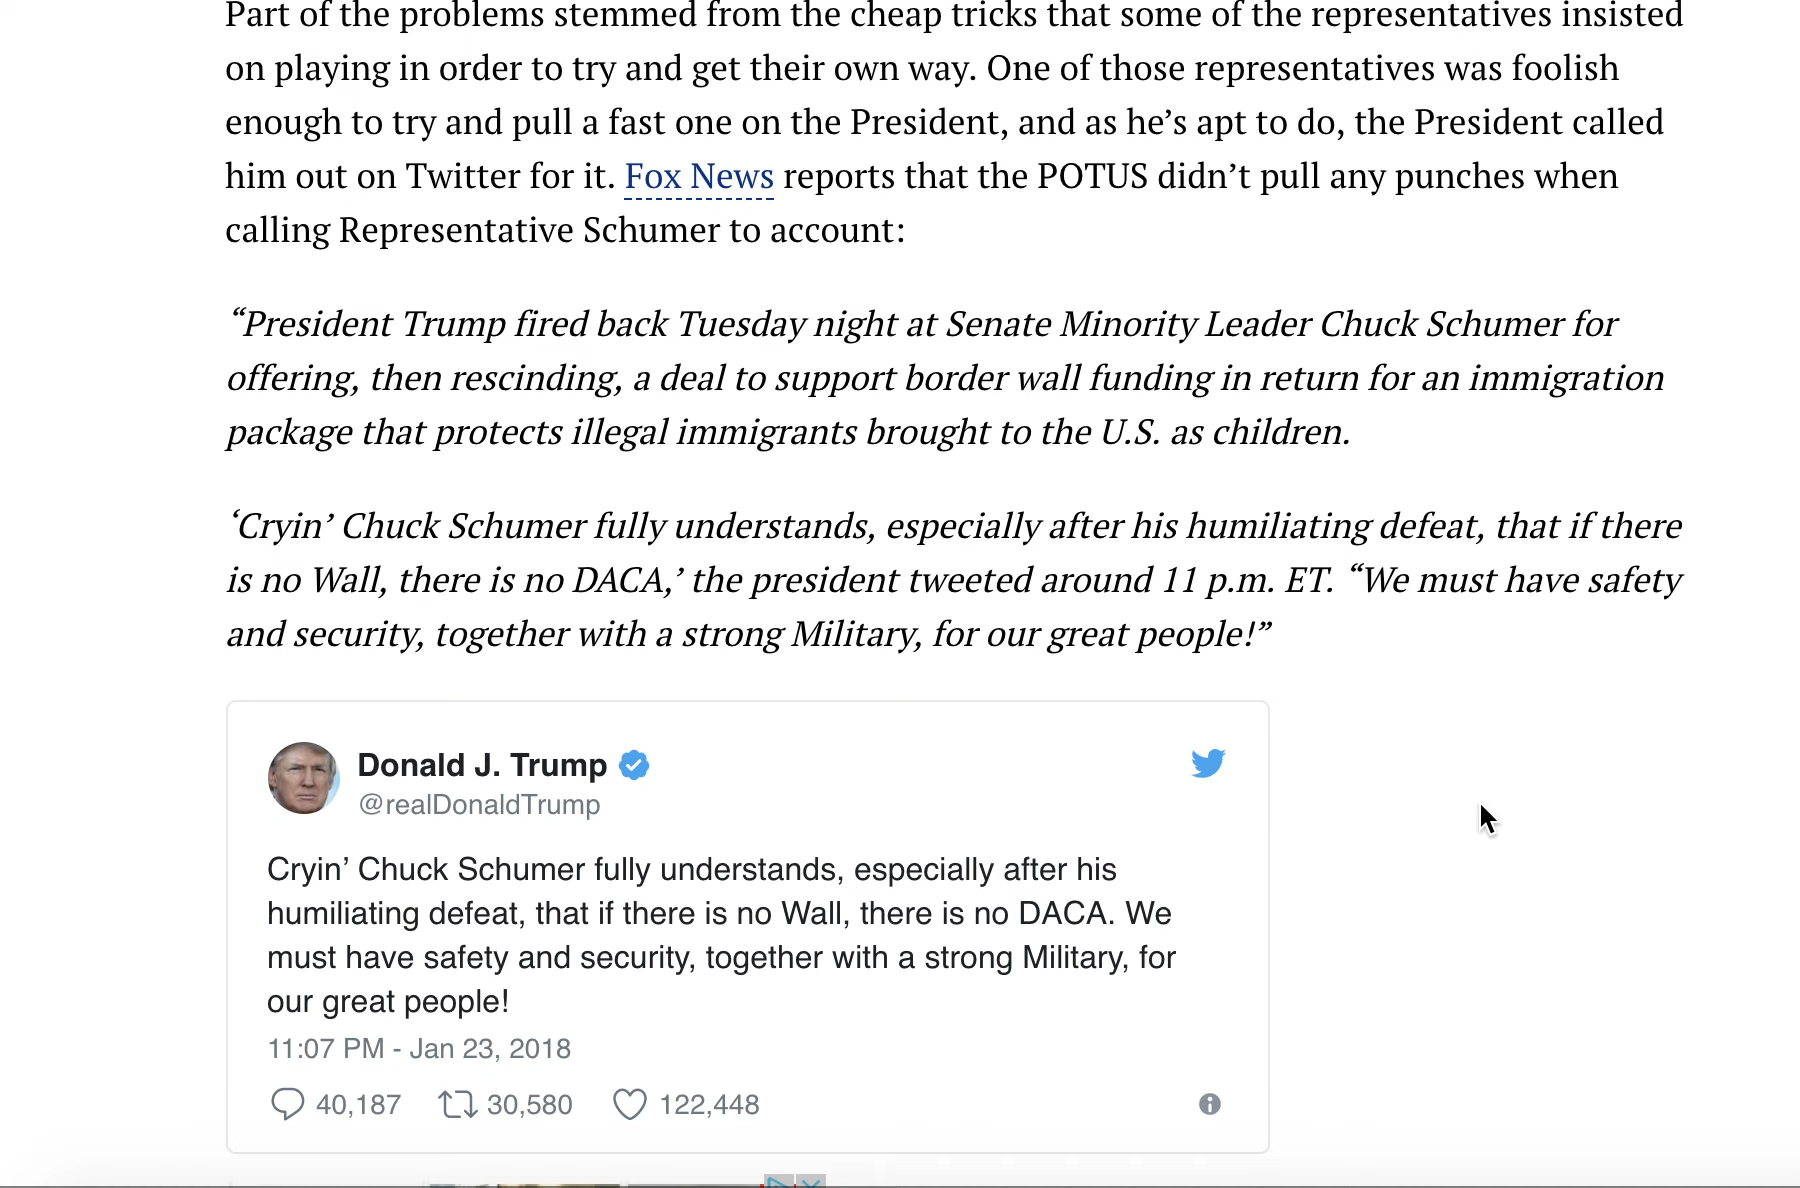 Part of the problems stemmed from the cheap tricks that some of the representatives insisted
on playing in order to try and get their own way. One of those representatives was foolish
enough to try and pull a fast one on the President, and as he’s apt to do, the President called
him out on Twitter for it. Fox News reports that the POTUS didn’t pull any punches when
calling Representative Schumer to account:
“President Trump fired back Tuesday night at Senate Minority Leader Chuck Schumer for
offering, then rescinding, a deal to support border wall funding in return for an immigration
package that protects illegal immigrants brought to the U.S. as children.
‘Cryin’ Chuck Schumer fully understands, especially after his humiliating defeat, that if there
is no Wall, there is no DACA,’ the president tweeted around 11 p.m. ET. “We must have safety
and security, together with a strong Military, for our great people!”
Donald J. Trump
@realDonaldTrump
Cryin’ Chuck Schumer fully understands, especially after his
humiliating defeat, that if there is no Wall, there is no DACA. We
must have safety and security, together with a strong Military, for
our great people!
11:07 PM - Jan 23, 2018
40,187 30,580 122,448